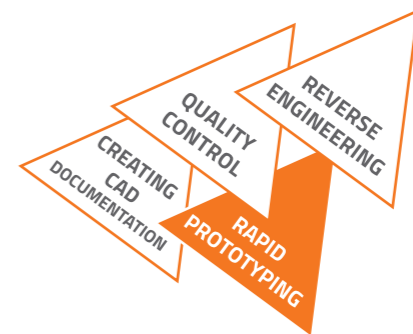 REVERSE
ENGINEERING
QUALITY
CONTROL
CREATING
CAD
DOCUMENTATION
RAPID
PROTOTYPING